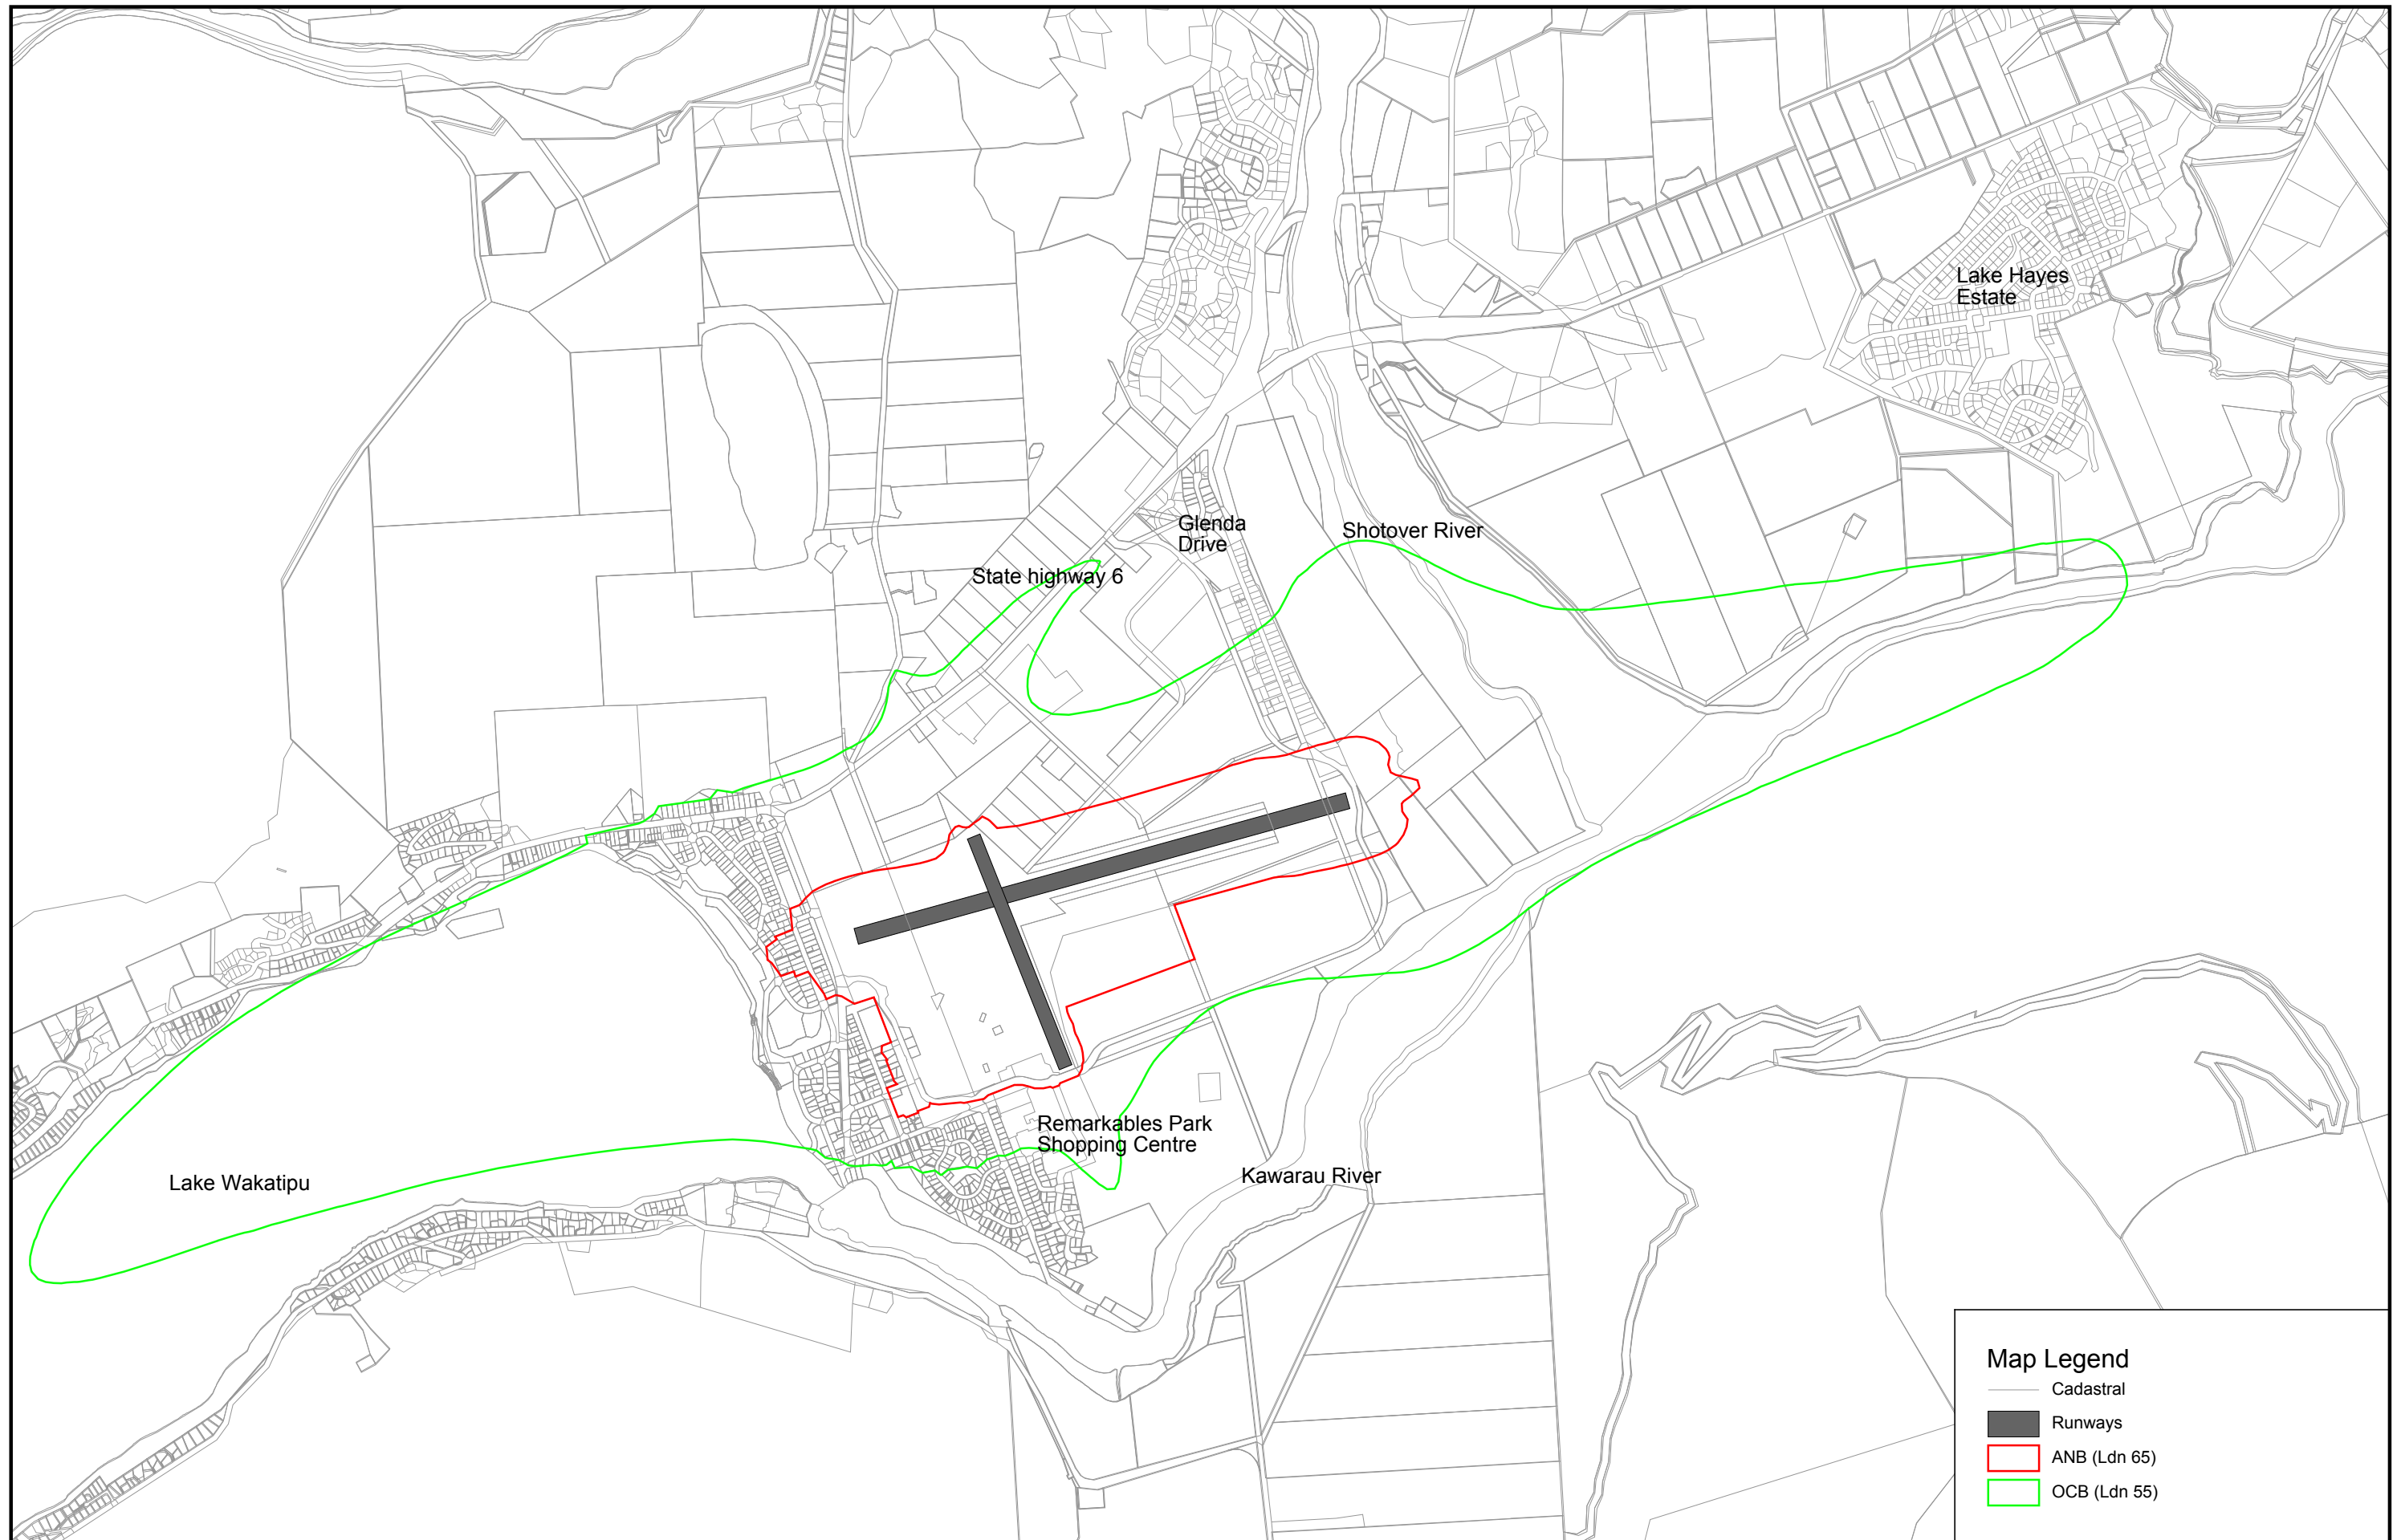 Lake Hayes
Estate
Glenda
Drive
Shotover River
State highway 6
Remarkables Park
Shopping Centre
Kawarau River
Lake Wakatipu
Map Legend
Cadastral
Runways
ANB (Ldn 65)
OCB (Ldn 55)